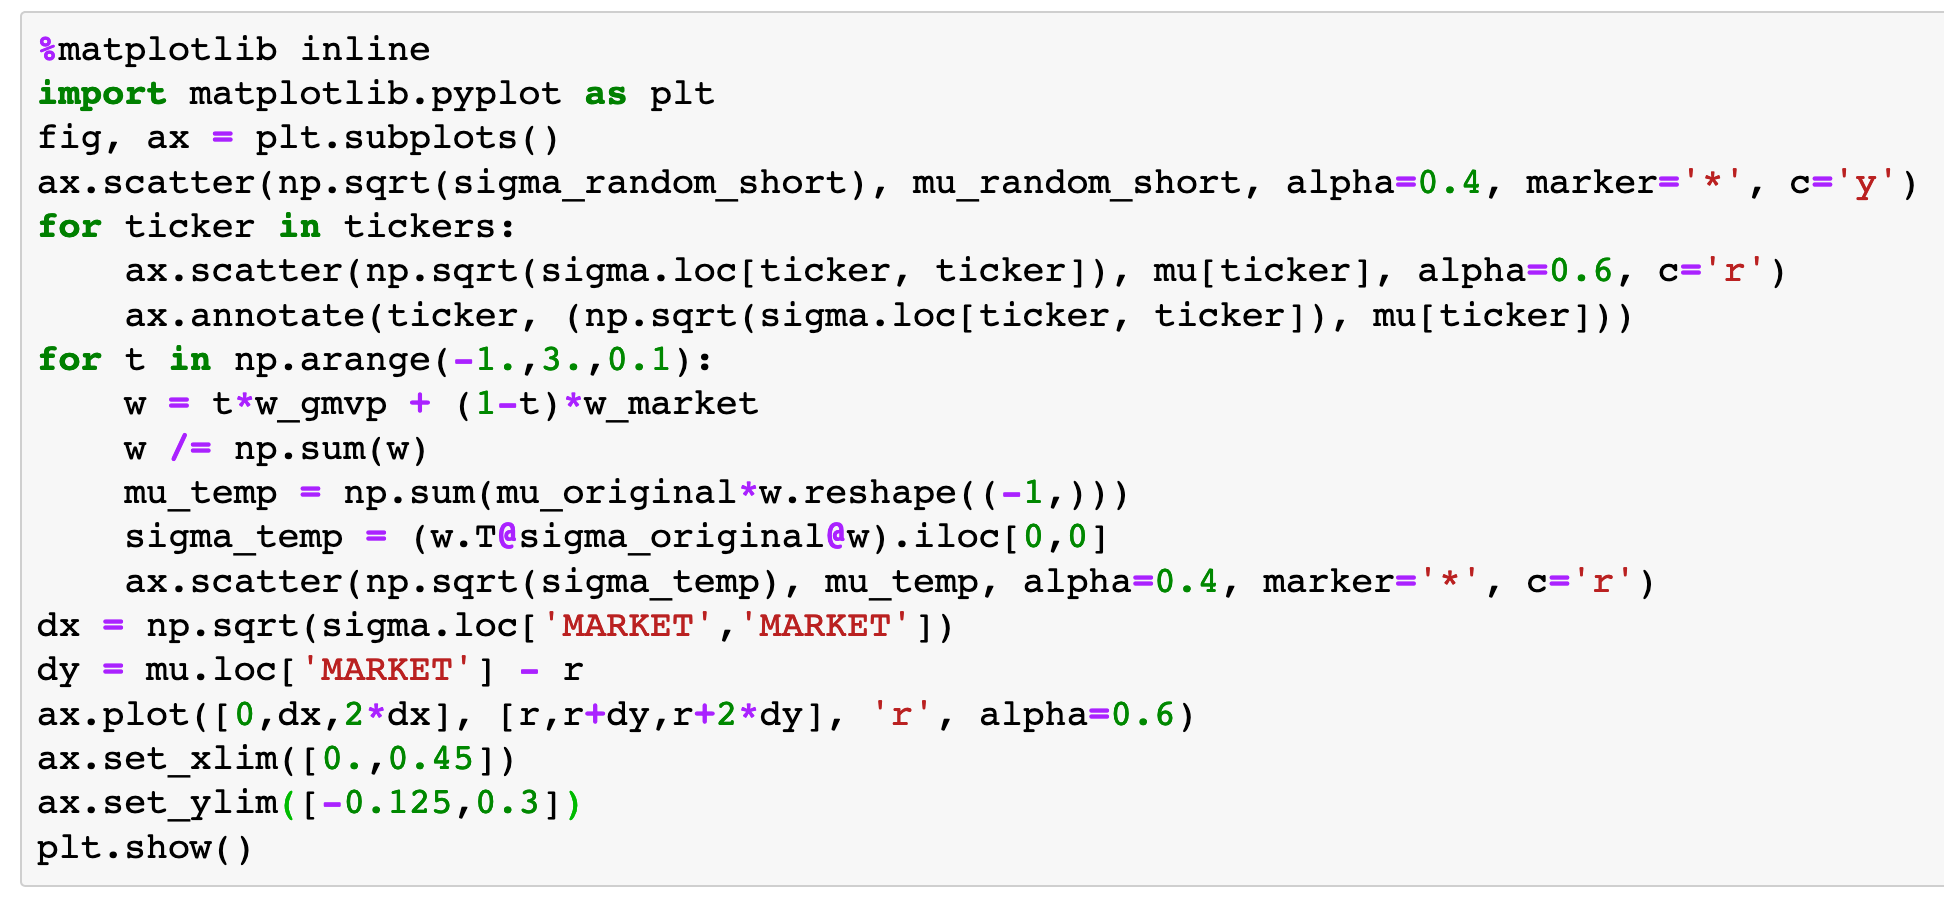 %matplotlib inline
import matplotlib.pyplot as plt
fig, ax = plt.subplots()
ax.scatter(np.sqrt(sigma_random_short), mu_random_short, alpha=0.4, marker='*', c='y')
for ticker in tickers:
    ax.scatter(np.sqrt(sigma.loc[ticker, ticker]), mu[ticker], alpha=0.6, c='r')
    ax.annotate(ticker, (np.sqrt(sigma.loc[ticker, ticker]), mu[ticker]))
for t in np.arange(-1.,3.,0.1):
    w = t*w_gmvp + (1-t)*w_market
    w /= np.sum(w)
    mu_temp = np.sum(mu_original*w.reshape((-1,)))
    sigma_temp = (w.T@sigma_original@w).iloc[0,0]
    ax.scatter(np.sqrt(sigma_temp), mu_temp, alpha=0.4, marker='*', c='r')
dx = np.sqrt(sigma.loc['MARKET','MARKET'])
dy = mu.loc['MARKET'] - r
ax.plot([0,dx,2*dx], [r,r+dy,r+2*dy], 'r', alpha=0.6)
ax.set_xlim([0.,0.45])
ax.set_ylim([-0.125,0.3])
plt.show()